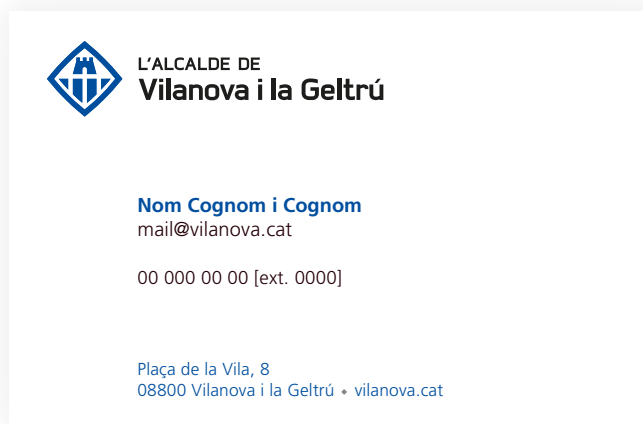 L'ALCALDE DE
Vilanova i la Geltrú
Nom Cognom i Cognom
mail@vilanova.cat
00 000 00 00 [ext. 0000]
Plaça de la Vila, 8
08800 Vilanova i la Geltrú ⬥ vilanova.cat